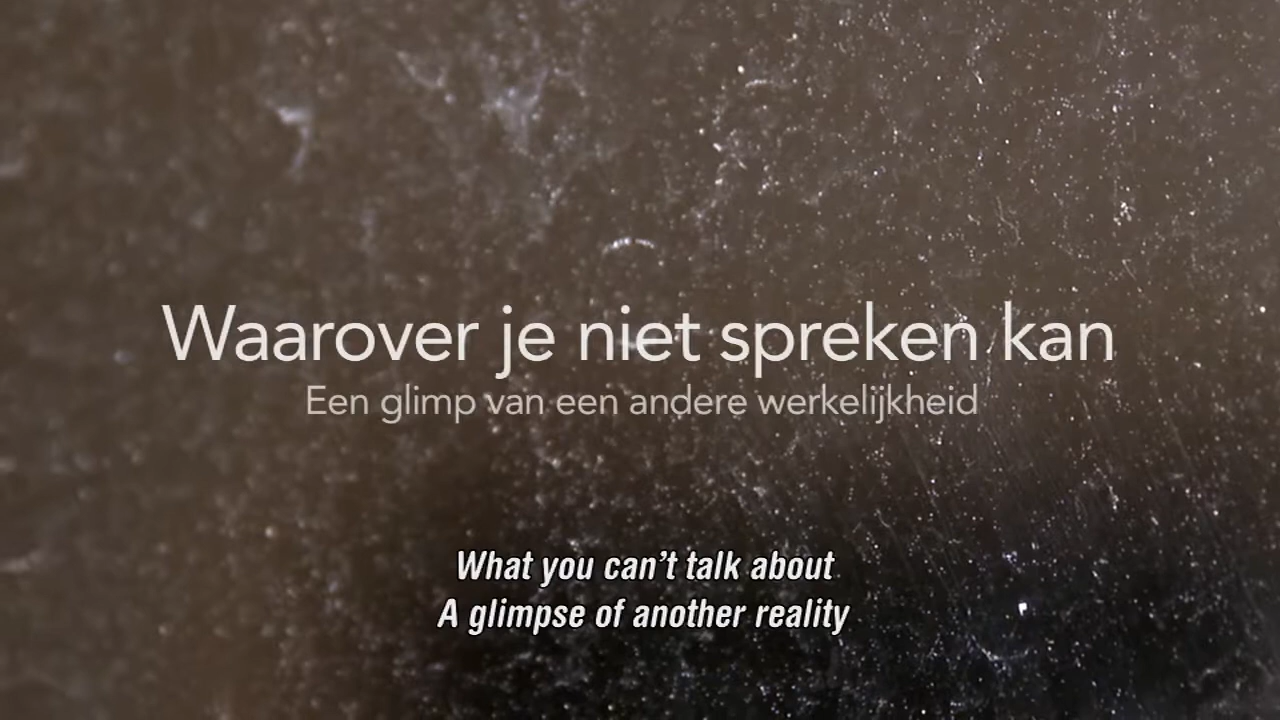 Waarover je niet spreken kan
Een glimp van een andere werkelijkheid
What you can’t talk about
A glimpse of another reality